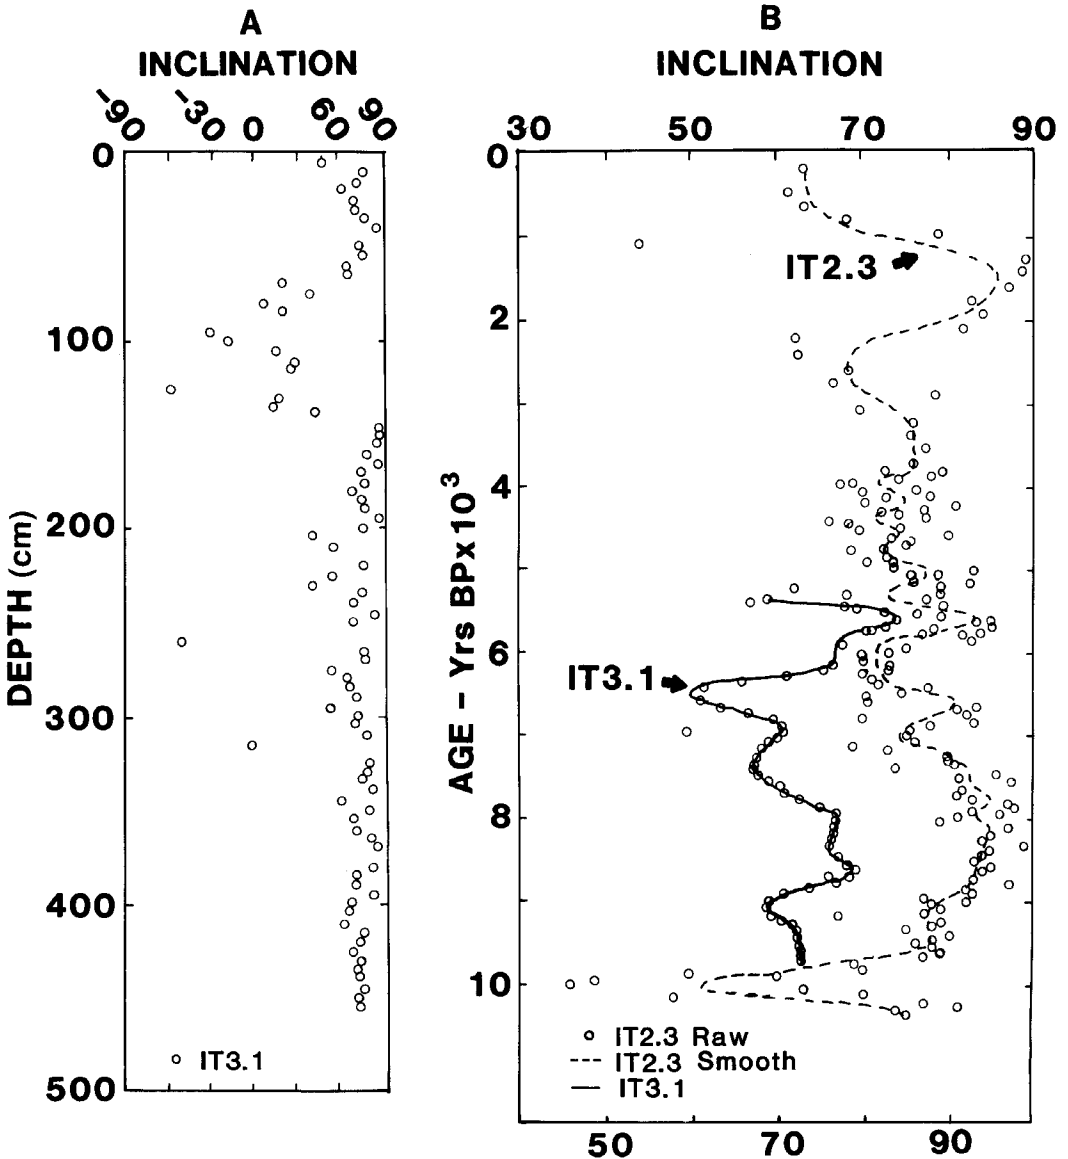 A
INCLINATION
-90 -30 0 60 90
0
100
200
300
400
500
DEPTH (cm)
IT3.1
B
INCLINATION
30 50 70 90
0
2
4
6
8
10
AGE - Yrs BPx10³
IT2.3
IT3.1
IT2.3 Raw
IT2.3 Smooth
IT3.1
50 70 90